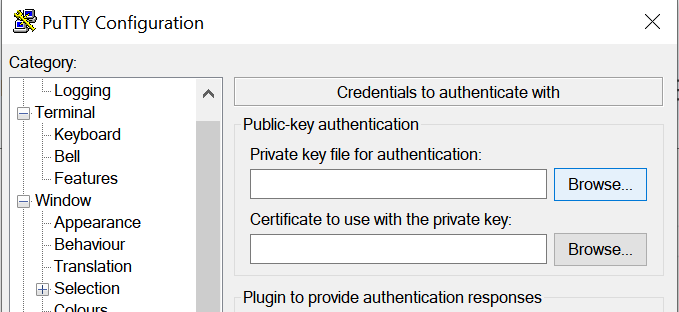 PuTTY Configuration
Category:
Logging
Terminal
Keyboard
Bell
Features
Window
Appearance
Behaviour
Translation
Selection
Colours
Credentials to authenticate with
Public-key authentication
Private key file for authentication:
Browse...
Certificate to use with the private key:
Browse...
Plugin to provide authentication responses